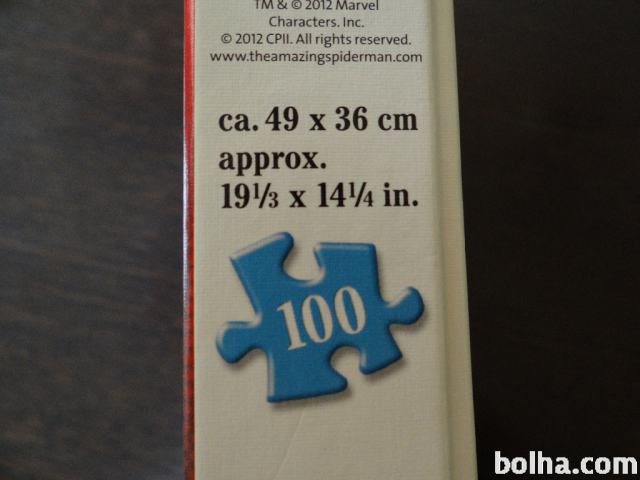 TM & © 2012 Marvel
Characters. Inc.
© 2012 CPII. All rights reserved.
www.theamazingspiderman.com
ca. 49 x 36 cm
approx.
19⅓ x 14¼ in.
100
bolha.com